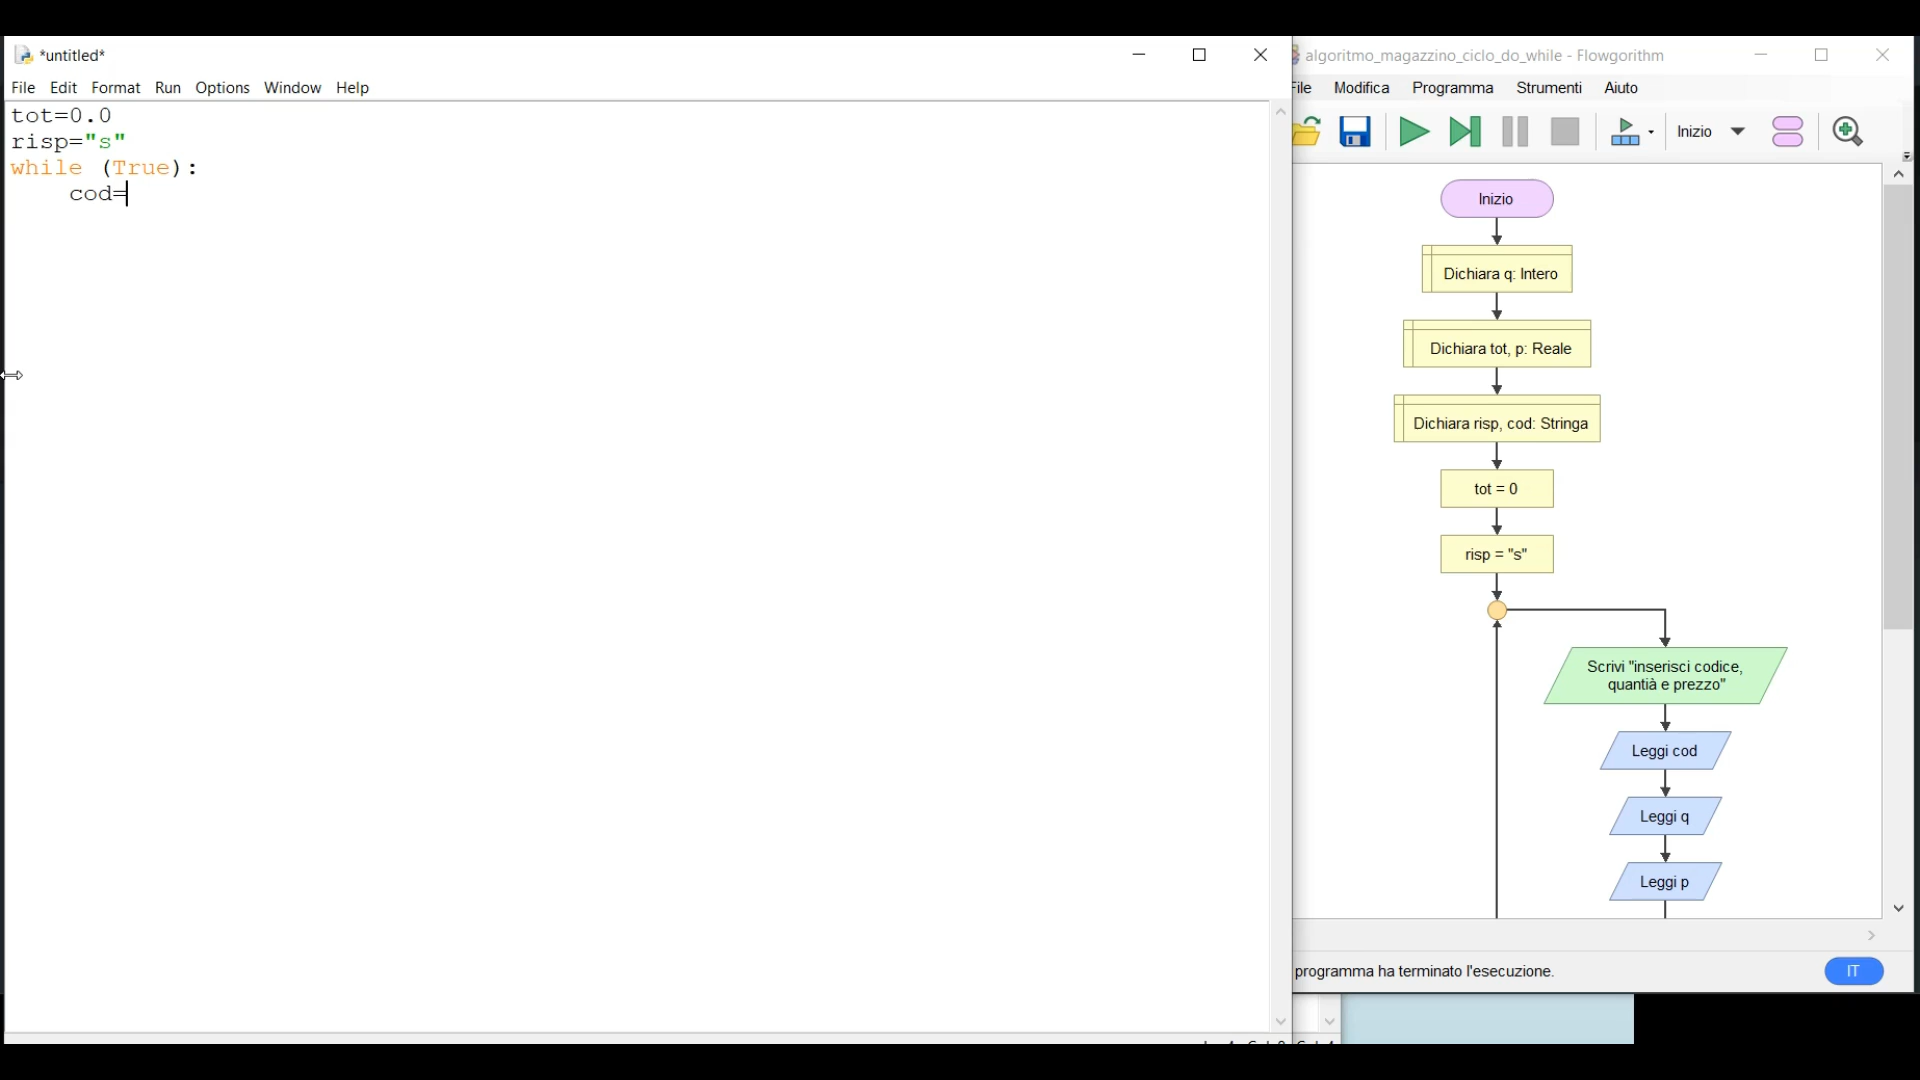 *untitled*
File Edit Format Run Options Window Help
tot=0.0
risp="s"
while (True):
    cod=
algoritmo_magazzino_ciclo_do_while - Flowgorithm
File Modifica Programma Strumenti Aiuto
Inizio
Inizio
Dichiara q: Intero
Dichiara tot, p: Reale
Dichiara risp, cod: Stringa
tot = 0
risp = "s"
Scrivi "inserisci codice,
quantià e prezzo"
Leggi cod
Leggi q
Leggi p
programma ha terminato l'esecuzione.
IT